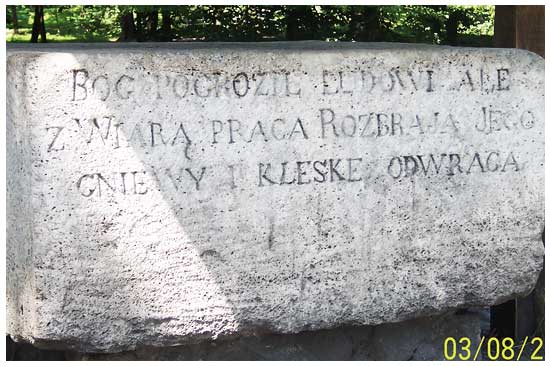 BOG POGROZIŁ LUDOWI ALE
Z WIARĄ PRACA ROZBRAJA JEGO
GNIEWY I KLESKE ODWRACA
03/08/2